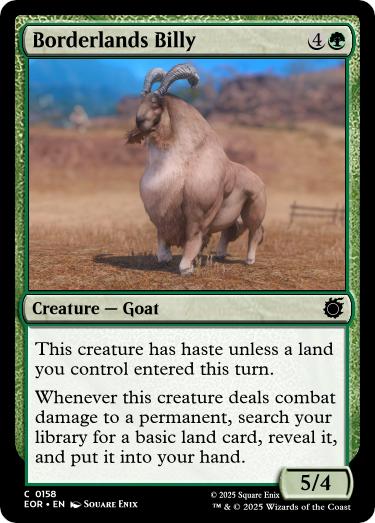 Borderlands Billy 4
Creature — Goat
This creature has haste unless a land
you control entered this turn.
Whenever this creature deals combat
damage to a permanent, search your
library for a basic land card, reveal it,
and put it into your hand.
5/4
C 0158
EOR • EN Square Enix
© 2025 Square Enix
™ & © 2025 Wizards of the Coast